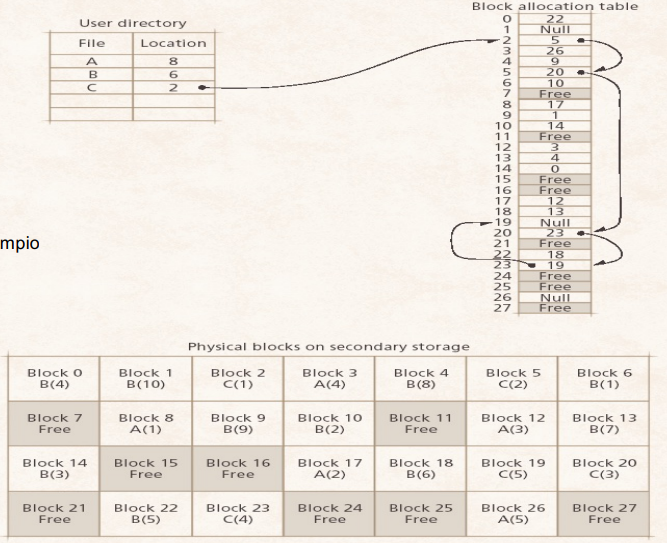 User directory
File Location
A 8
B 6
C 2
Block allocation table
0 22
1 Null
2 5
3 26
4 9
5 20
6 10
7 Free
8 17
9 1
10 14
11 Free
12 3
13 4
14 0
15 Free
16 Free
17 12
18 13
19 Null
20 23
21 Free
22 18
23 19
24 Free
25 Free
26 Null
27 Free
mpio
Physical blocks on secondary storage
Block 0 Block 1 Block 2 Block 3 Block 4 Block 5 Block 6
B(4) B(10) C(1) A(4) B(8) C(2) B(1)
Block 7 Block 8 Block 9 Block 10 Block 11 Block 12 Block 13
Free A(1) B(9) B(2) Free A(3) B(7)
Block 14 Block 15 Block 16 Block 17 Block 18 Block 19 Block 20
B(3) Free Free A(2) B(6) C(5) C(3)
Block 21 Block 22 Block 23 Block 24 Block 25 Block 26 Block 27
Free B(5) C(4) Free Free A(5) Free